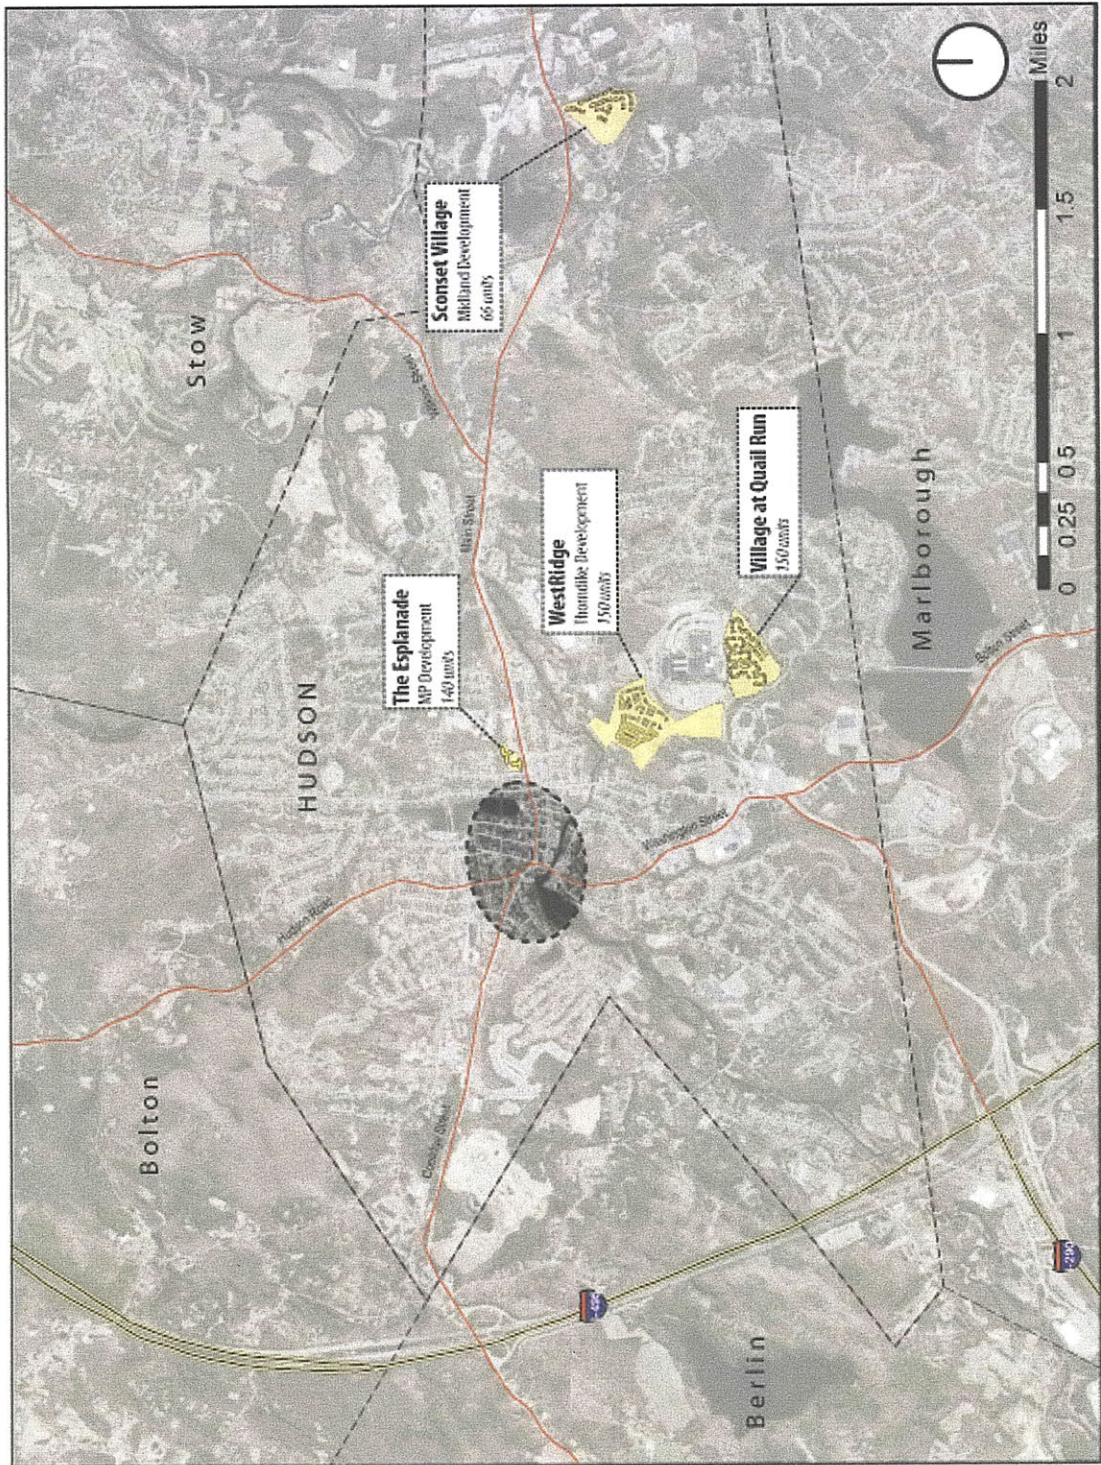 Bolton
Stow
HUDSON
Hudson Road
The Esplanade
MP Development
140 units
Sconset Village
Midland Development
66 units
Main Street
WestRidge
Thorndike Development
150 units
Washington Street
Village at Quail Run
150 units
Berlin
I-495
Marlborough
Bolton Street
I-290
0 0.25 0.5 1 1.5 2
Miles